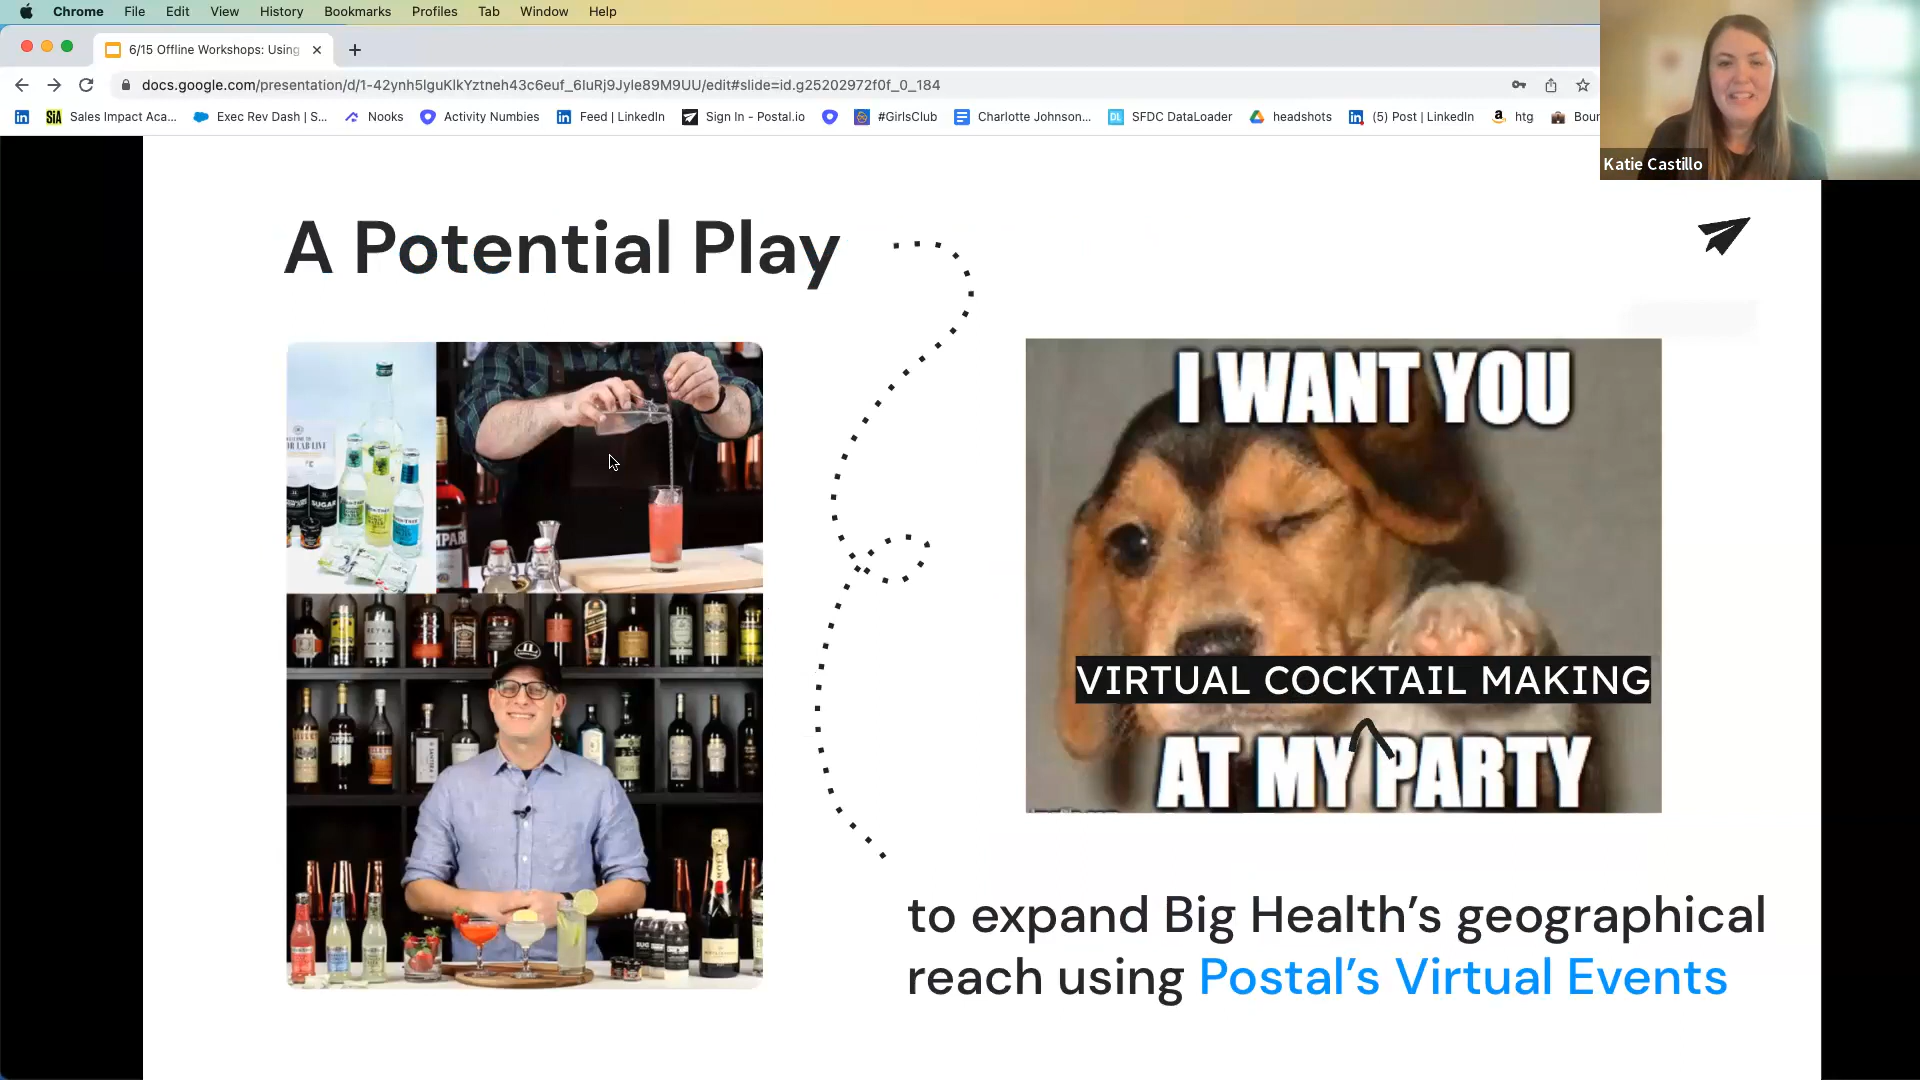 Chrome File Edit View History Bookmarks Profiles Tab Window Help
6/15 Offline Workshops: Using
docs.google.com/presentation/d/1-42ynh5lguKlkYztneh43c6euf_6IuRj9Jyle89M9UU/edit#slide=id.g25202972f0f_0_184
SiA Sales Impact Aca... Exec Rev Dash | S... Nooks Activity Numbies Feed | LinkedIn Sign In - Postal.io #GirlsClub Charlotte Johnson... DL SFDC DataLoader headshots (5) Post | LinkedIn htg Bour
Katie Castillo
A Potential Play
I WANT YOU
VIRTUAL COCKTAIL MAKING
AT MY PARTY
to expand Big Health's geographical
reach using Postal's Virtual Events